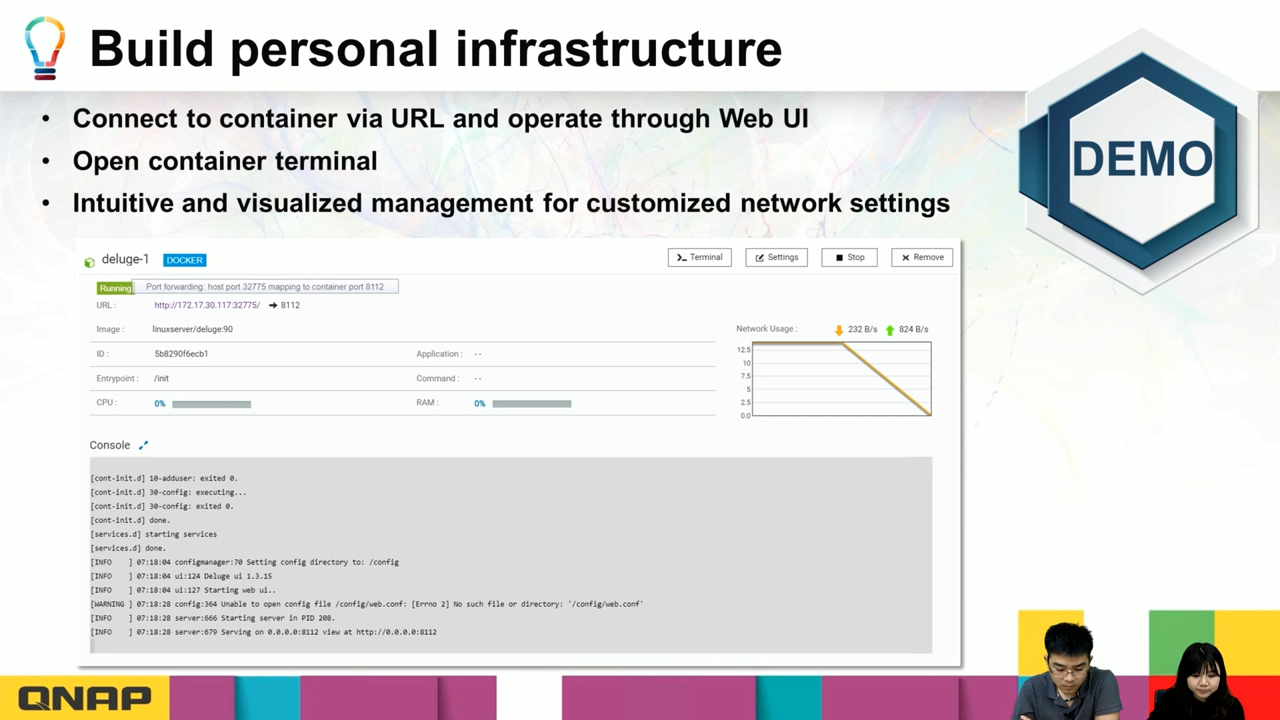 Build personal infrastructure
• Connect to container via URL and operate through Web UI
• Open container terminal
• Intuitive and visualized management for customized network settings
DEMO
deluge-1 DOCKER
Terminal Settings Stop Remove
Running Port forwarding: host port 32775 mapping to container port 8112
URL : http://172.17.30.117:32775/ 8112
Image : linuxserver/deluge:90
Network Usage : 232 B/s 824 B/s
ID : 5b8290f6ecb1 Application : --
Entrypoint : /init Command : --
CPU : 0% RAM : 0%
12.5
10
7.5
5
2.5
0.0
Console
[cont-init.d] 10-adduser: exited 0.
[cont-init.d] 30-config: executing...
[cont-init.d] 30-config: exited 0.
[cont-init.d] done.
[services.d] starting services
[services.d] done.
[INFO ] 07:18:04 configmanager:70 Setting config directory to: /config
[INFO ] 07:18:04 ui:124 Deluge ui 1.3.15
[INFO ] 07:18:04 ui:127 Starting web ui..
[WARNING ] 07:18:28 config:364 Unable to open config file /config/web.conf: [Errno 2] No such file or directory: '/config/web.conf'
[INFO ] 07:18:28 server:666 Starting server in PID 208.
[INFO ] 07:18:28 server:679 Serving on 0.0.0.0:8112 view at http://0.0.0.0:8112
QNAP